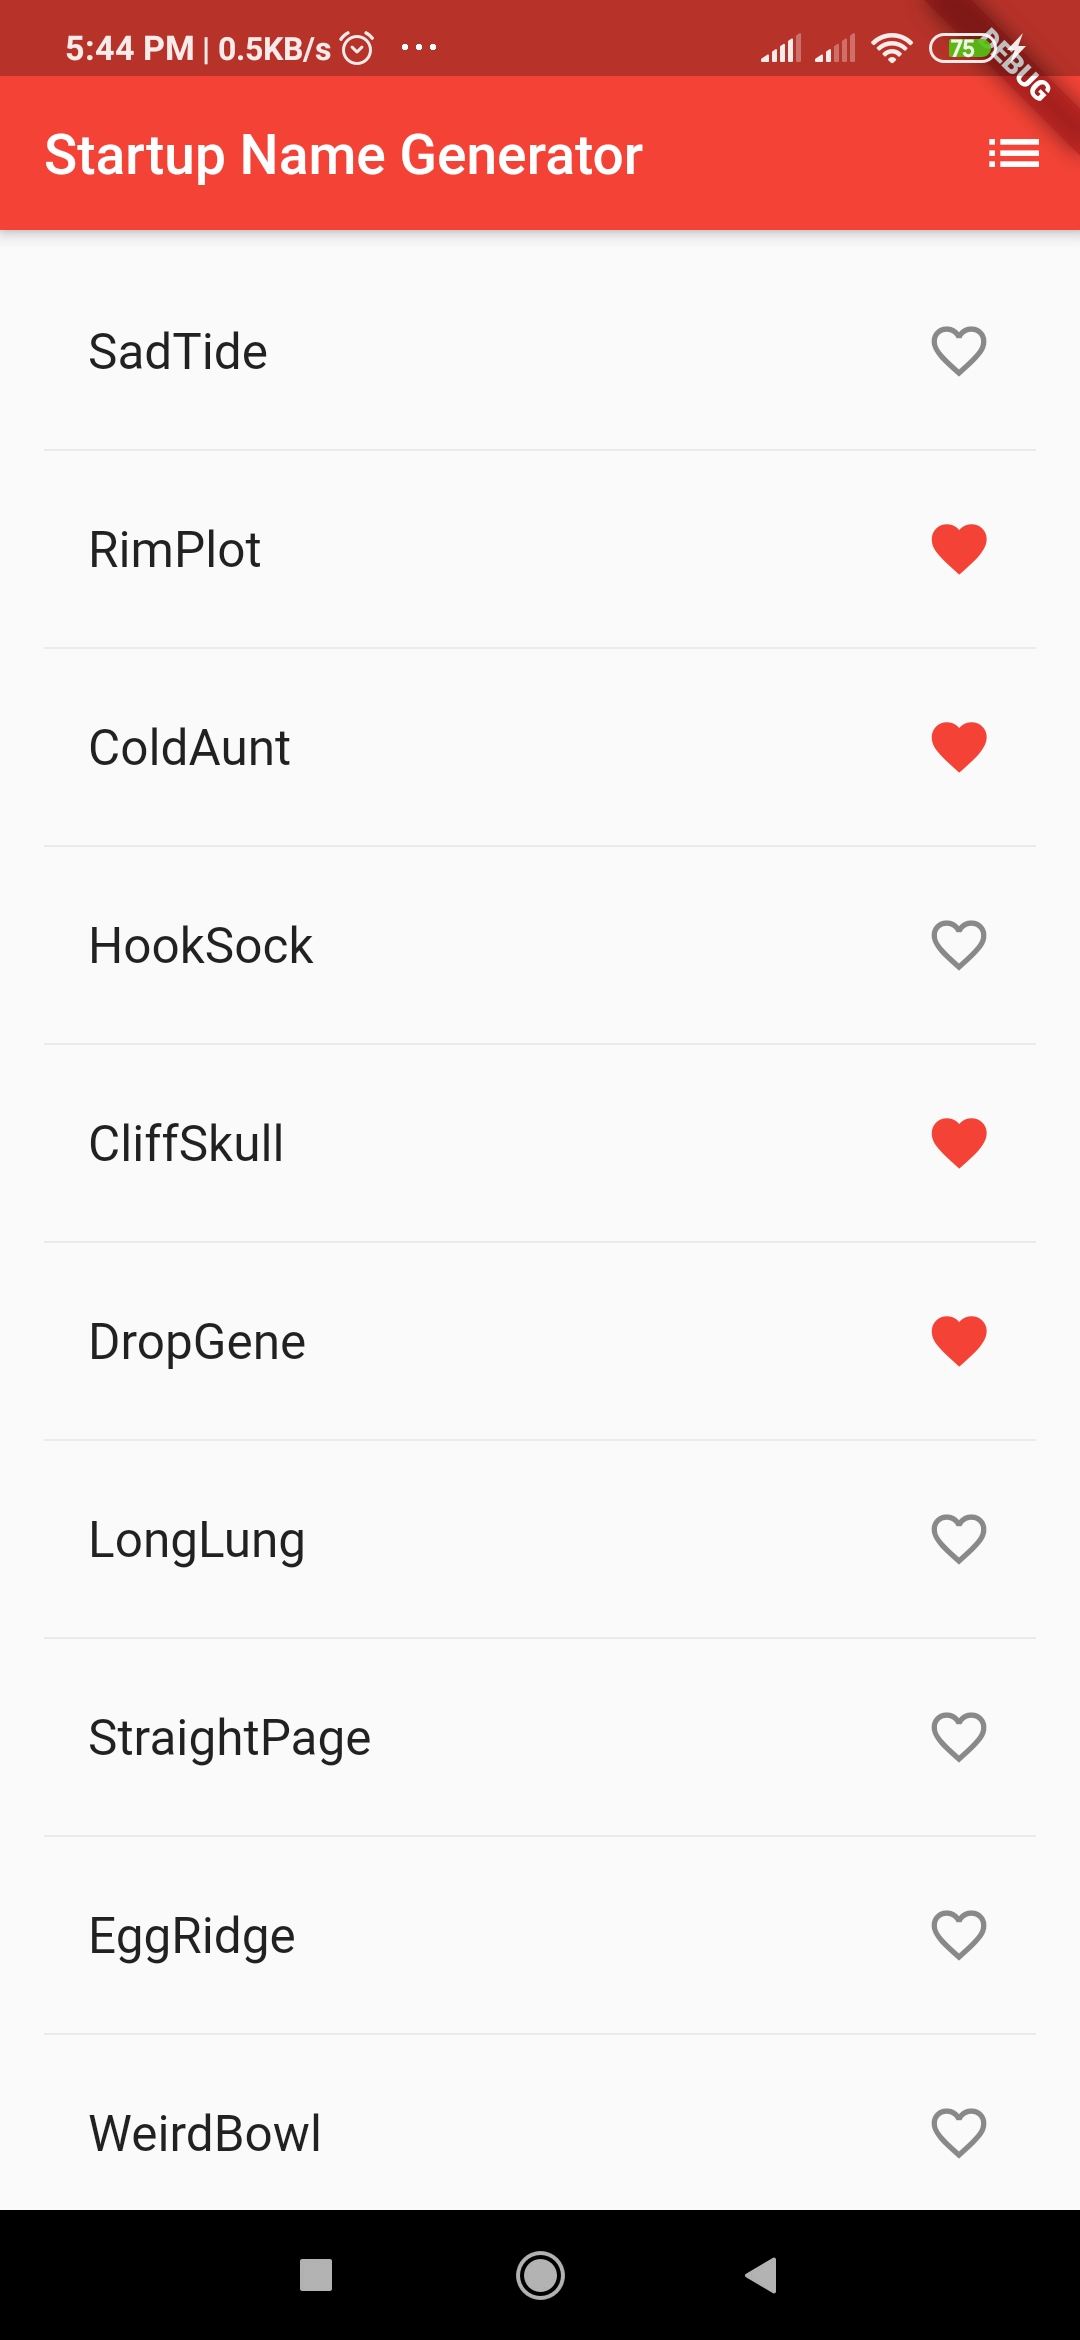 5:44 PM | 0.5KB/s
75
DEBUG
Startup Name Generator
SadTide
RimPlot
ColdAunt
HookSock
CliffSkull
DropGene
LongLung
StraightPage
EggRidge
WeirdBowl